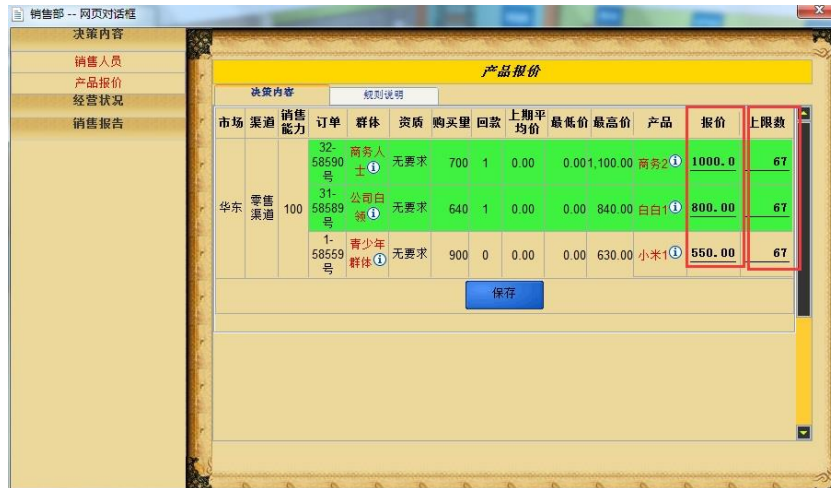 销售部 -- 网页对话框
决策内容
销售人员
产品报价
经营状况
销售报告
产品报价
决策内容 规则说明
市场 渠道 销售能力 订单 群体 资质 购买量 回款 上期平均价 最低价 最高价 产品 报价 上限数
华东 零售渠道 100
32-58590号 商务人士 无要求 700 1 0.00 0.00 1,100.00 商务2 1000.0 67
31-58589号 公司白领 无要求 640 1 0.00 0.00 840.00 白白1 800.00 67
1-58559号 青少年群体 无要求 900 0 0.00 0.00 630.00 小米1 550.00 67
保存